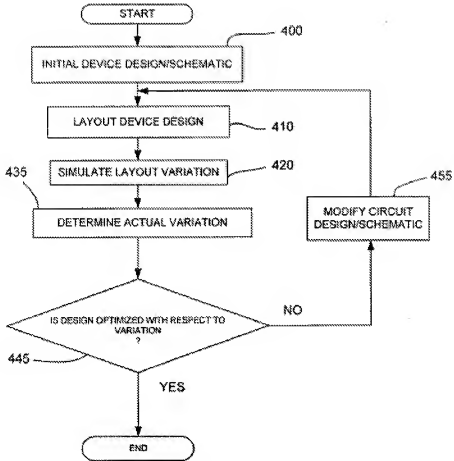 START
400
INITIAL DEVICE DESIGN/SCHEMATIC
LAYOUT DEVICE DESIGN
410
435
SIMULATE LAYOUT VARIATION
420
455
DETERMINE ACTUAL VARIATION
MODIFY CIRCUIT
DESIGN/SCHEMATIC
IS DESIGN OPTIMIZED WITH RESPECT TO
VARIATION
?
NO
445
YES
END